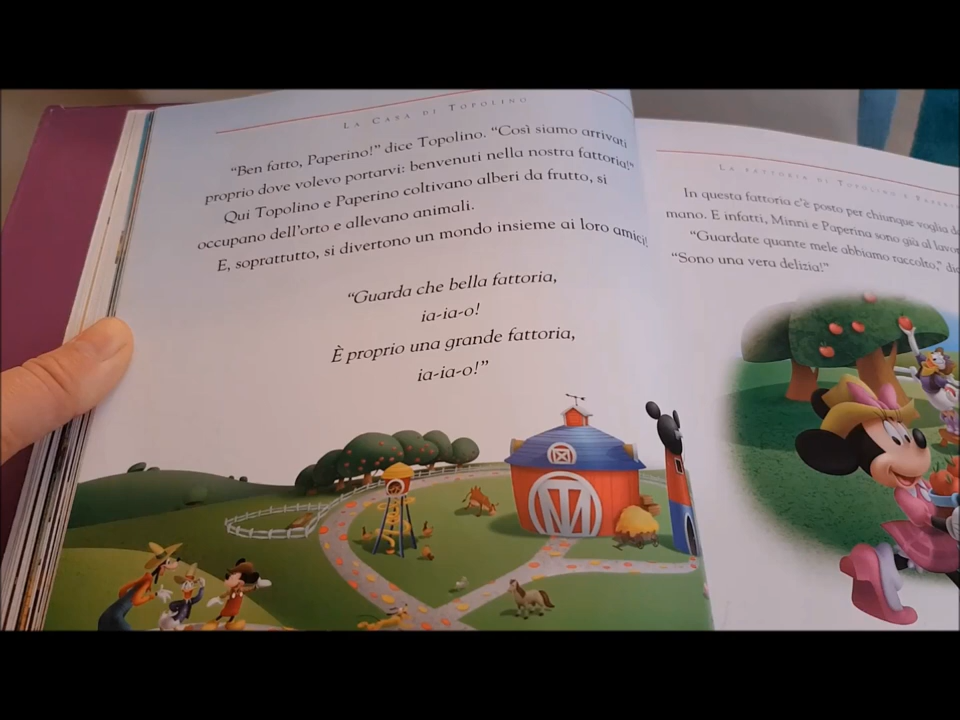 La Casa di Topolino
“Ben fatto, Paperino!” dice Topolino. “Così siamo arrivati
proprio dove volevo portarvi: benvenuti nella nostra fattoria!”
Qui Topolino e Paperino coltivano alberi da frutto, si
occupano dell’orto e allevano animali.
E, soprattutto, si divertono un mondo insieme ai loro amici!
“Guarda che bella fattoria,
ia-ia-o!
È proprio una grande fattoria,
ia-ia-o!”
La fattoria di Topolino e
In questa fattoria c’è posto per chiunque voglia
mano. E infatti, Minni e Paperina sono già al
“Guardate quante mele abbiamo raccolto,”
“Sono una vera delizia!”